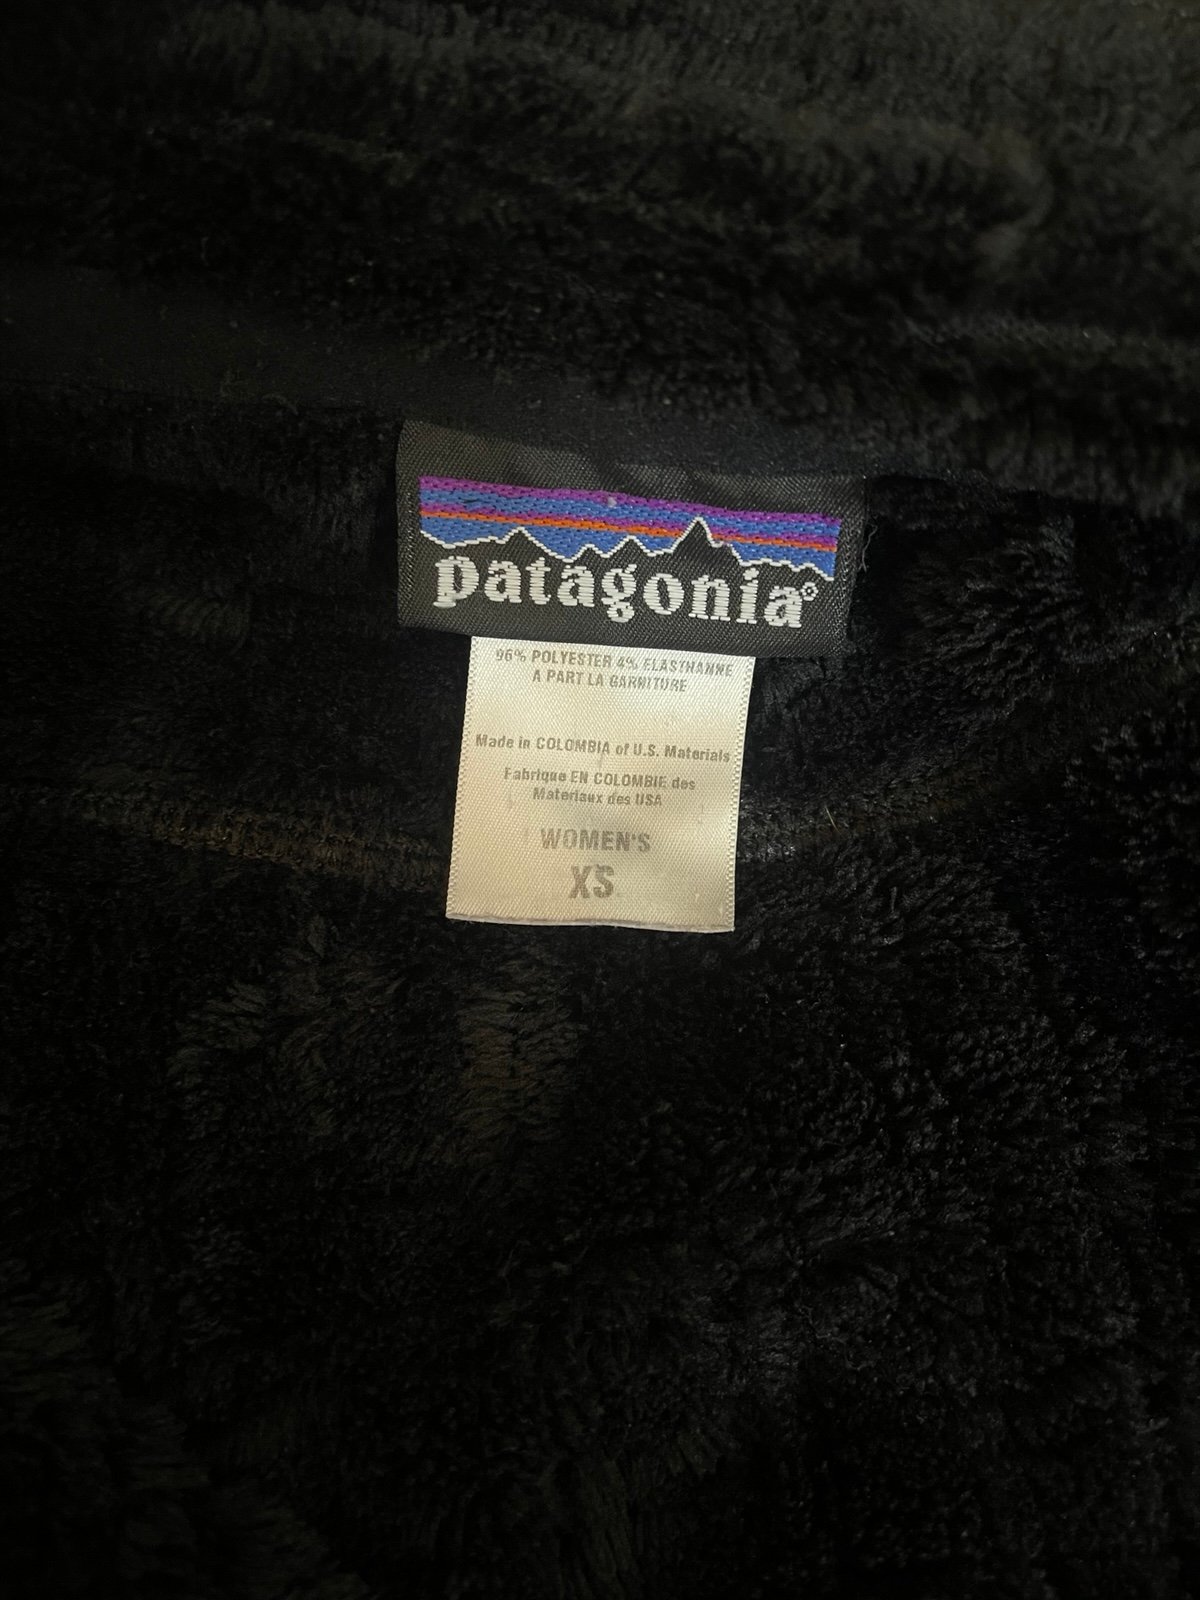 patagonia®
96% POLYESTER 4% ELASTHANNE
A PART LA GARNITURE
Made in COLOMBIA of U.S. Materials
Fabrique EN COLOMBIE des
Materiaux des USA
WOMEN'S
XS